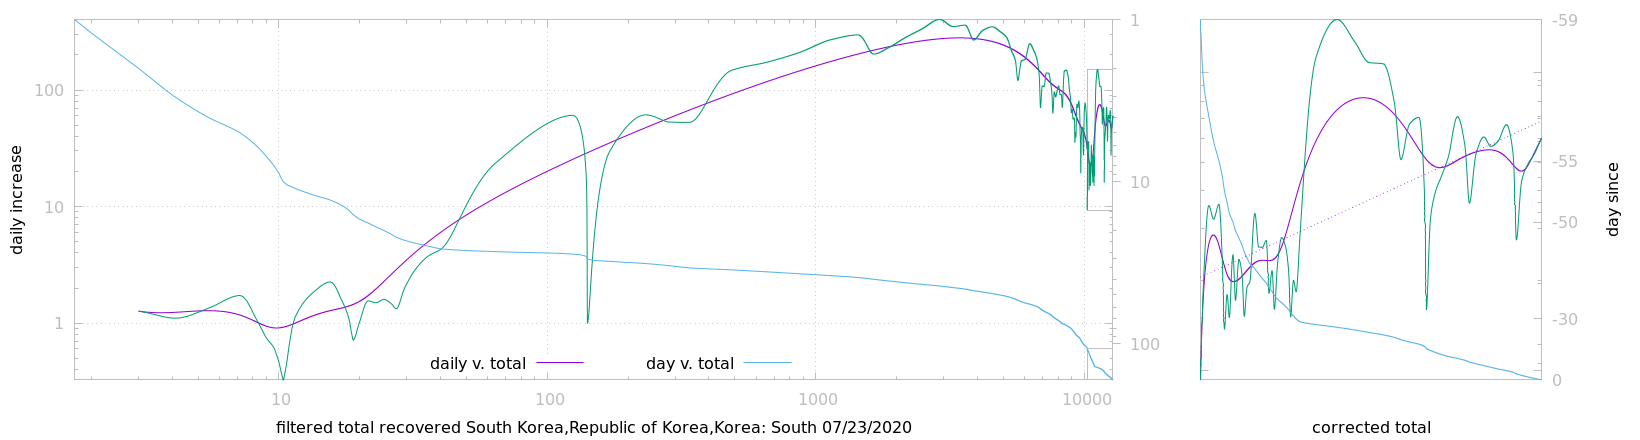 daily increase
100
10
1
10
100
1000
10000
1
10
100
daily v. total
day v. total
filtered total recovered South Korea,Republic of Korea,Korea: South 07/23/2020
-59
-55
-50
-30
0
day since
corrected total